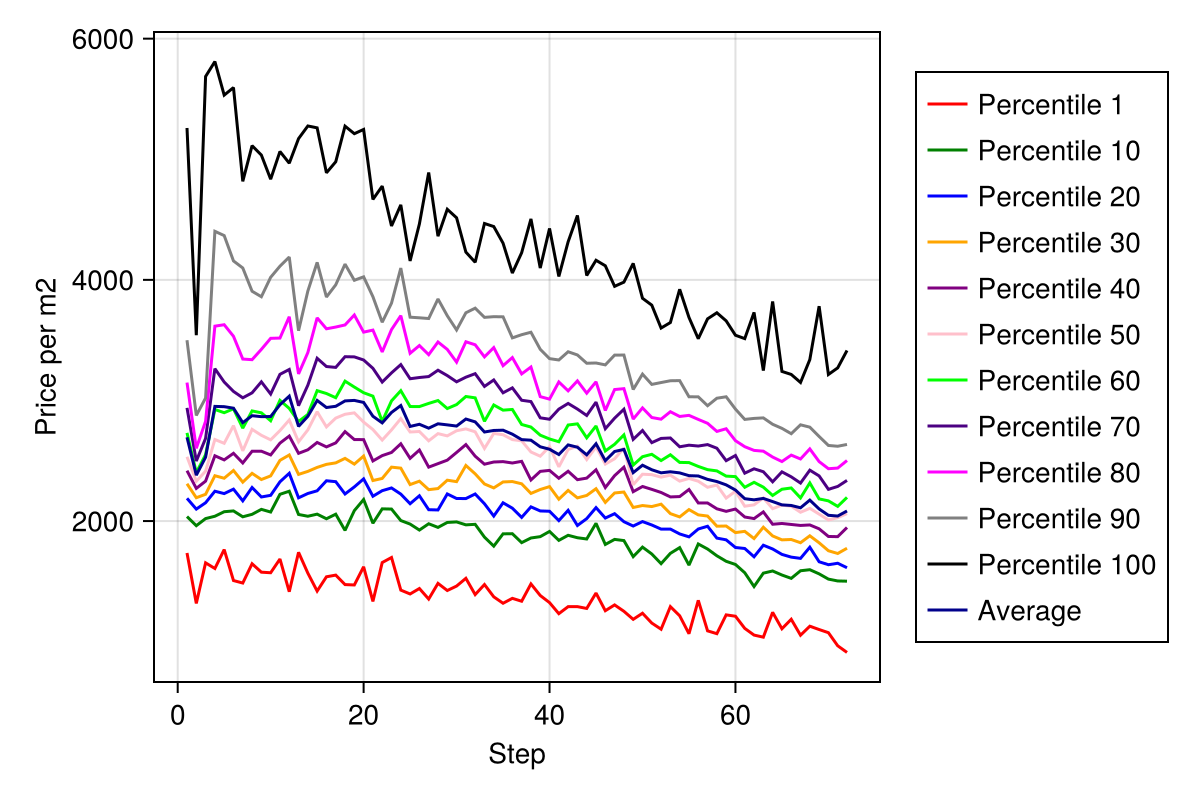 6000
4000
2000
Price per m2
0 20 40 60
Step
Percentile 1
Percentile 10
Percentile 20
Percentile 30
Percentile 40
Percentile 50
Percentile 60
Percentile 70
Percentile 80
Percentile 90
Percentile 100
Average